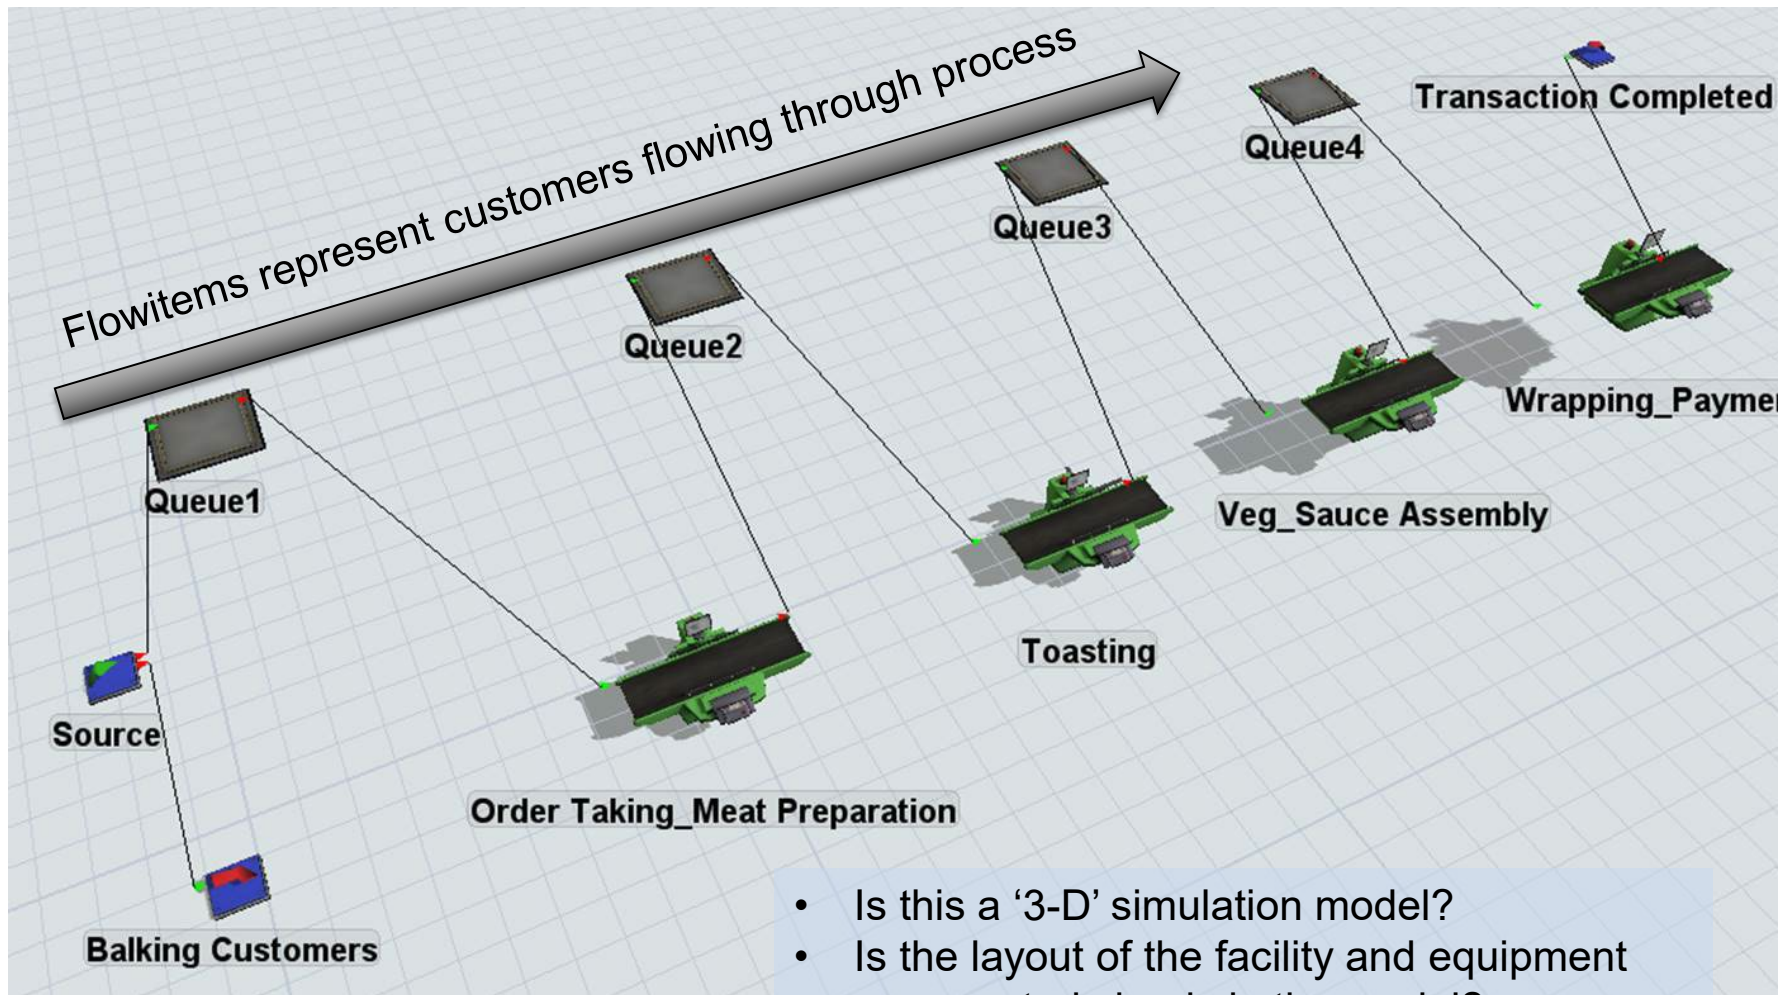 Flowitems represent customers flowing through process
Transaction Completed
Queue4
Queue3
Queue2
Queue1
Wrapping_Payme
Veg_Sauce Assembly
Toasting
Source
Order Taking_Meat Preparation
Balking Customers
• Is this a ‘3-D’ simulation model?
• Is the layout of the facility and equipment